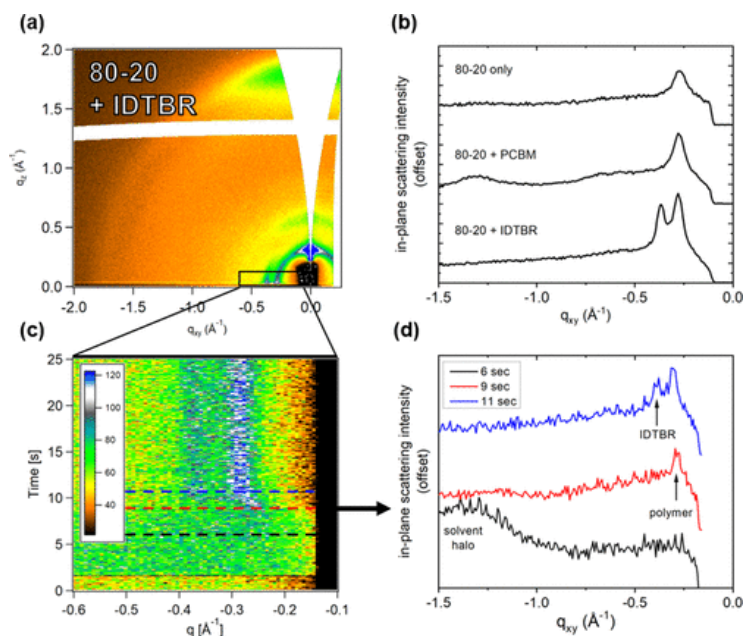 (a)
2.0
1.5
1.0
0.5
0.0
q_z (Å⁻¹)
80-20
+ IDTBR
-2.0 -1.5 -1.0 -0.5 0.0
q_xy (Å⁻¹)
(b)
in-plane scattering intensity
(offset)
80-20 only
80-20 + PCBM
80-20 + IDTBR
-1.5 -1.0 -0.5 0.0
q_xy (Å⁻¹)
(c)
25
20
15
10
5
0
Time [s]
120
100
80
60
40
-0.6 -0.5 -0.4 -0.3 -0.2 -0.1
q [Å⁻¹]
(d)
in-plane scattering intensity
(offset)
6 sec
9 sec
11 sec
IDTBR
polymer
solvent
halo
-1.5 -1.0 -0.5 0.0
q_xy (Å⁻¹)